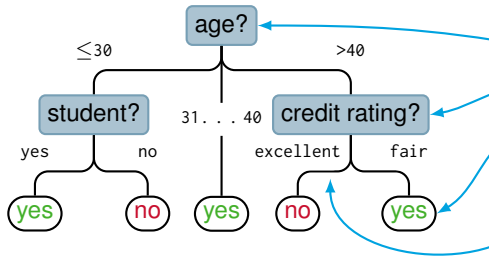 age?
≤30
>40
student?
31...40
credit rating?
yes
no
excellent
fair
yes
no
yes
no
yes